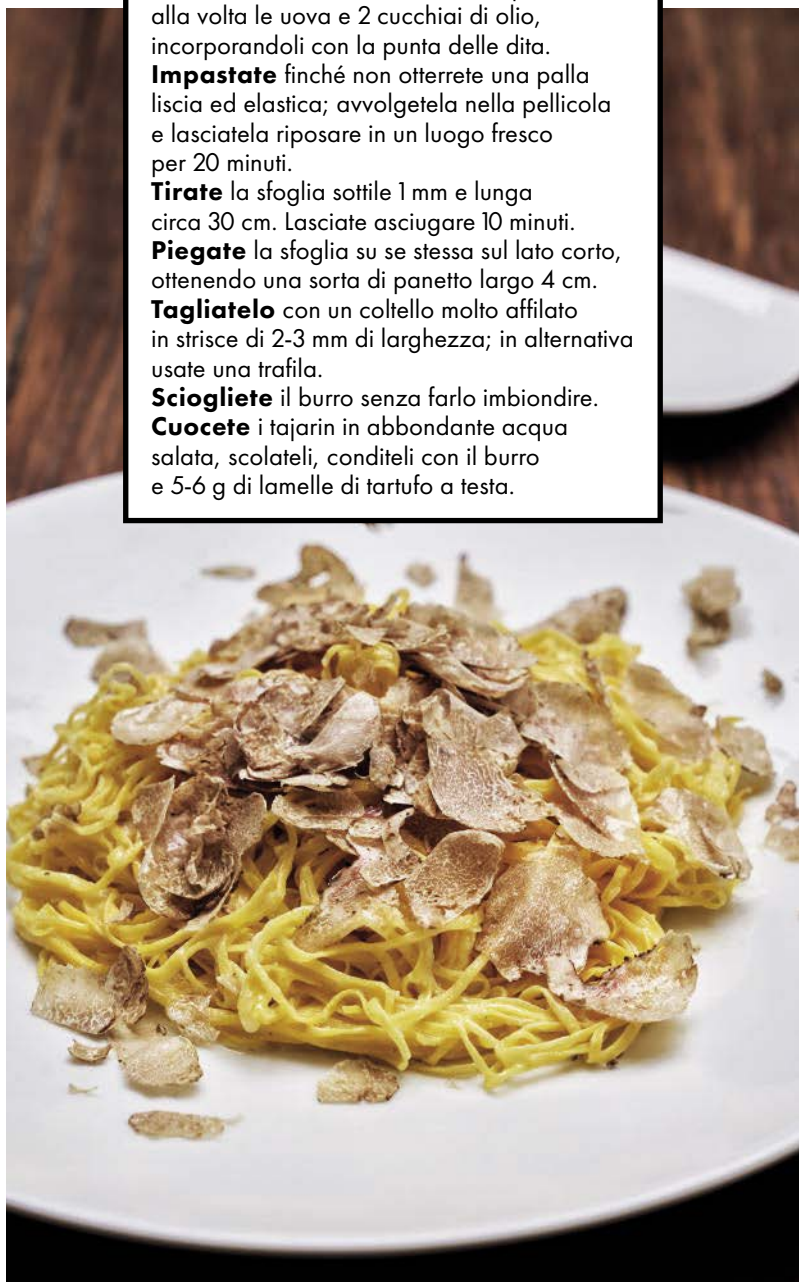 alla volta le uova e 2 cucchiai di olio,
incorporandoli con la punta delle dita.
Impastate finché non otterrete una palla
liscia ed elastica; avvolgetela nella pellicola
e lasciatela riposare in un luogo fresco
per 20 minuti.
Tirate la sfoglia sottile 1 mm e lunga
circa 30 cm. Lasciate asciugare 10 minuti.
Piegate la sfoglia su se stessa sul lato corto,
ottenendo una sorta di panetto largo 4 cm.
Tagliatelo con un coltello molto affilato
in strisce di 2-3 mm di larghezza; in alternativa
usate una trafila.
Sciogliete il burro senza farlo imbiondire.
Cuocete i tajarin in abbondante acqua
salata, scolateli, conditeli con il burro
e 5-6 g di lamelle di tartufo a testa.